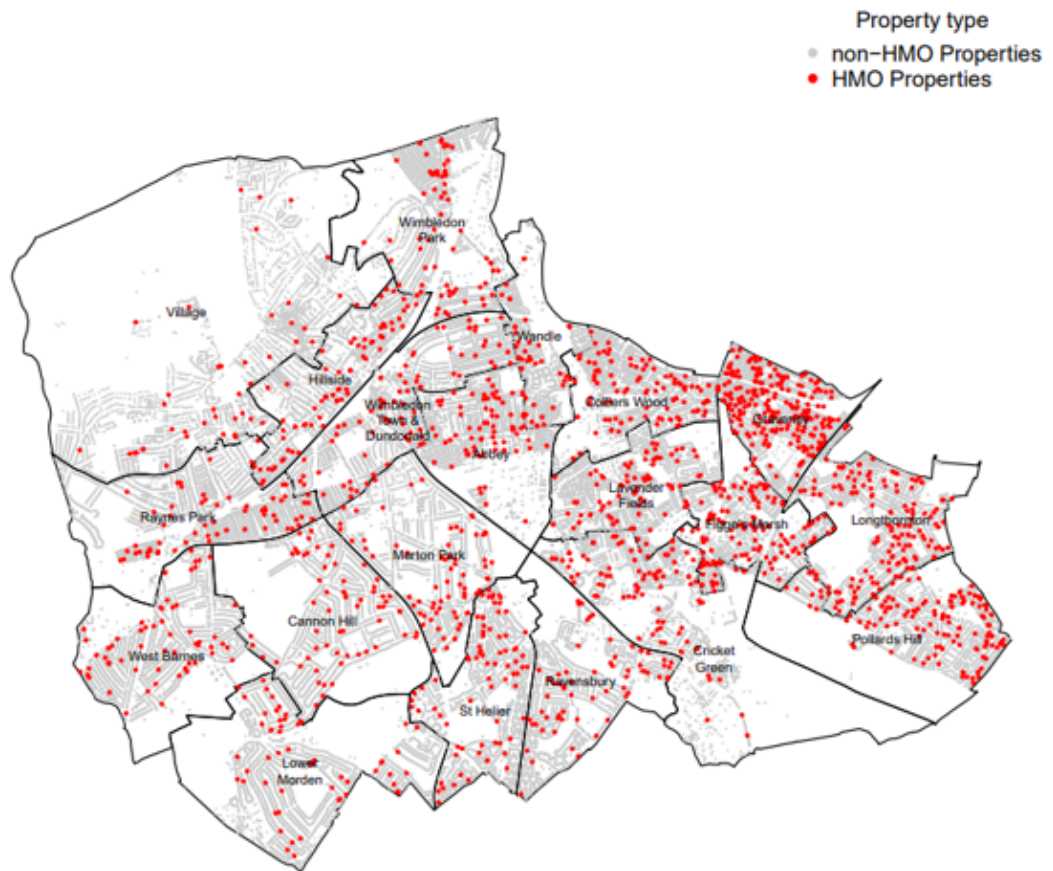 Property type
non-HMO Properties
HMO Properties
Wimbledon
Park
Village
Wandle
Hillside
Colliers Wood
Wimbledon
Town &
Dundonald
Graveney
Abbey
Lavender
Fields
Raynes Park
Figge's Marsh
Longthornton
Merton Park
Cannon Hill
Pollards Hill
West Barnes
Cricket
Green
Ravensbury
St Helier
Lower
Morden